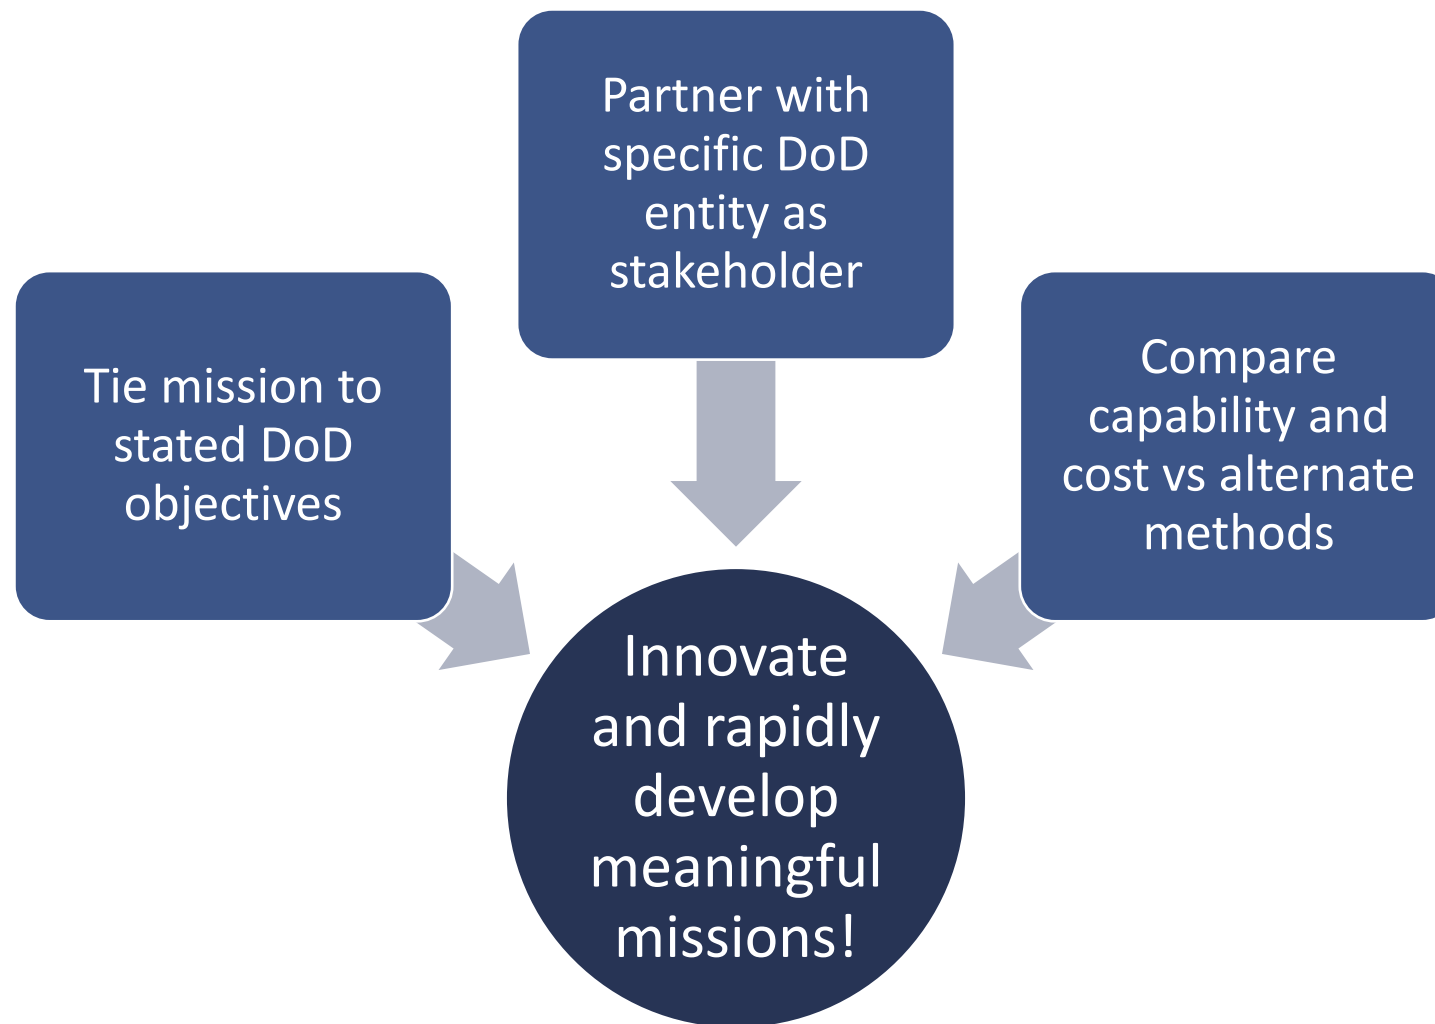 Partner with
specific DoD
entity as
stakeholder
Tie mission to
stated DoD
objectives
Compare
capability and
cost vs alternate
methods
Innovate
and rapidly
develop
meaningful
missions!